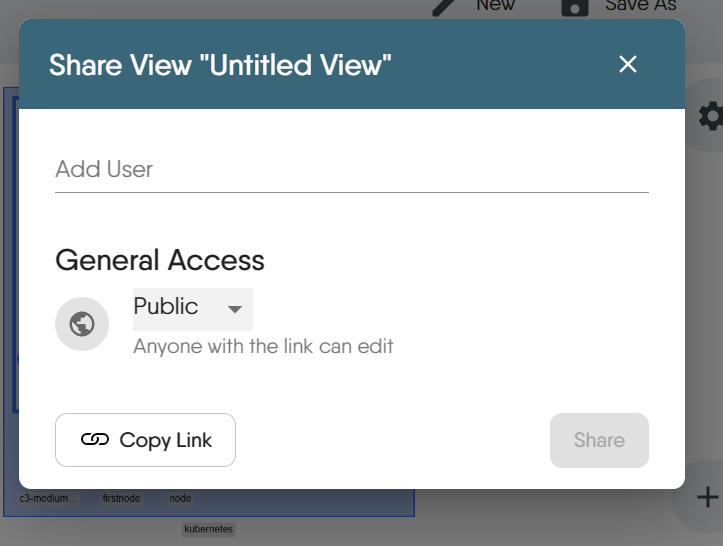 New
Save As
Share View "Untitled View"
Add User
General Access
Public
Anyone with the link can edit
Copy Link
Share
c3-medium...
firstnode
node
kubernetes